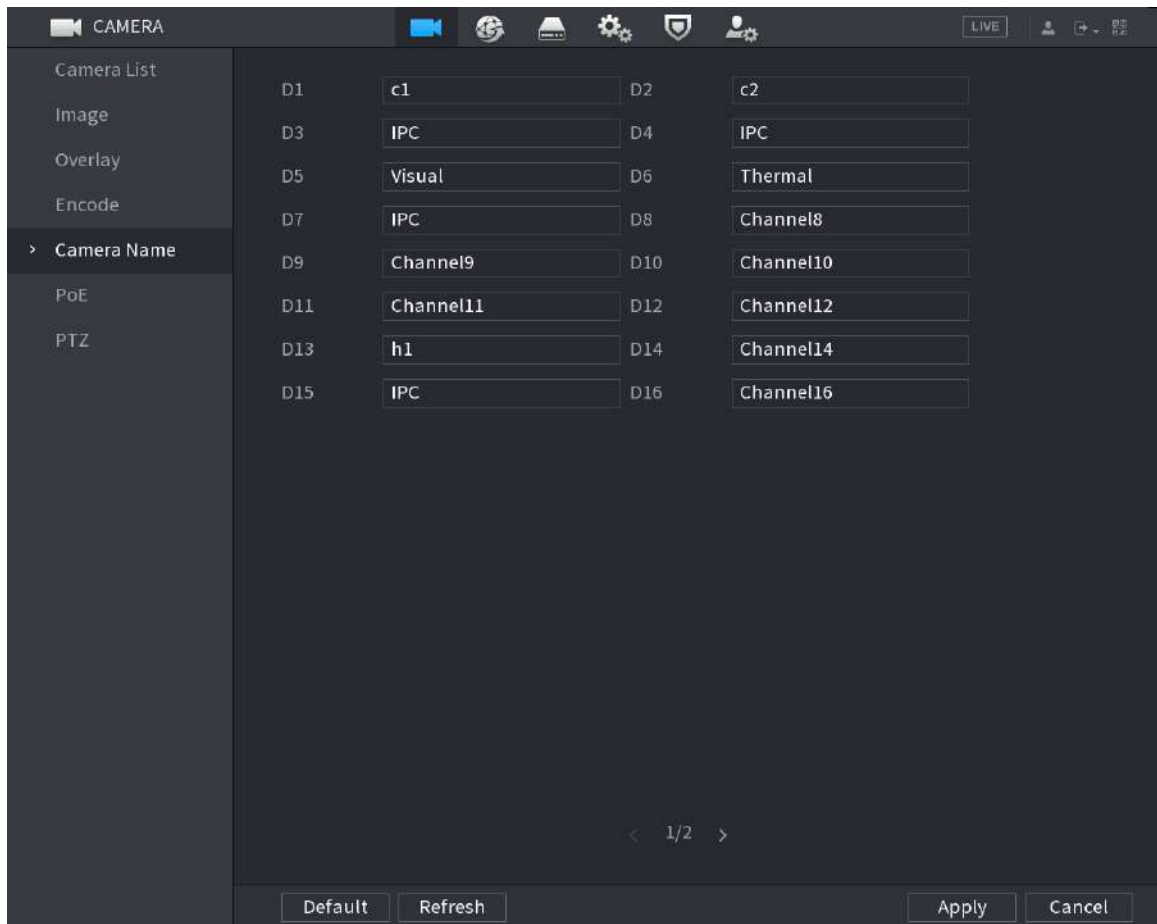 CAMERA
LIVE
Camera List
Image
Overlay
Encode
> Camera Name
PoE
PTZ
D1 c1 D2 c2
D3 IPC D4 IPC
D5 Visual D6 Thermal
D7 IPC D8 Channel8
D9 Channel9 D10 Channel10
D11 Channel11 D12 Channel12
D13 h1 D14 Channel14
D15 IPC D16 Channel16
< 1/2 >
Default Refresh Apply Cancel